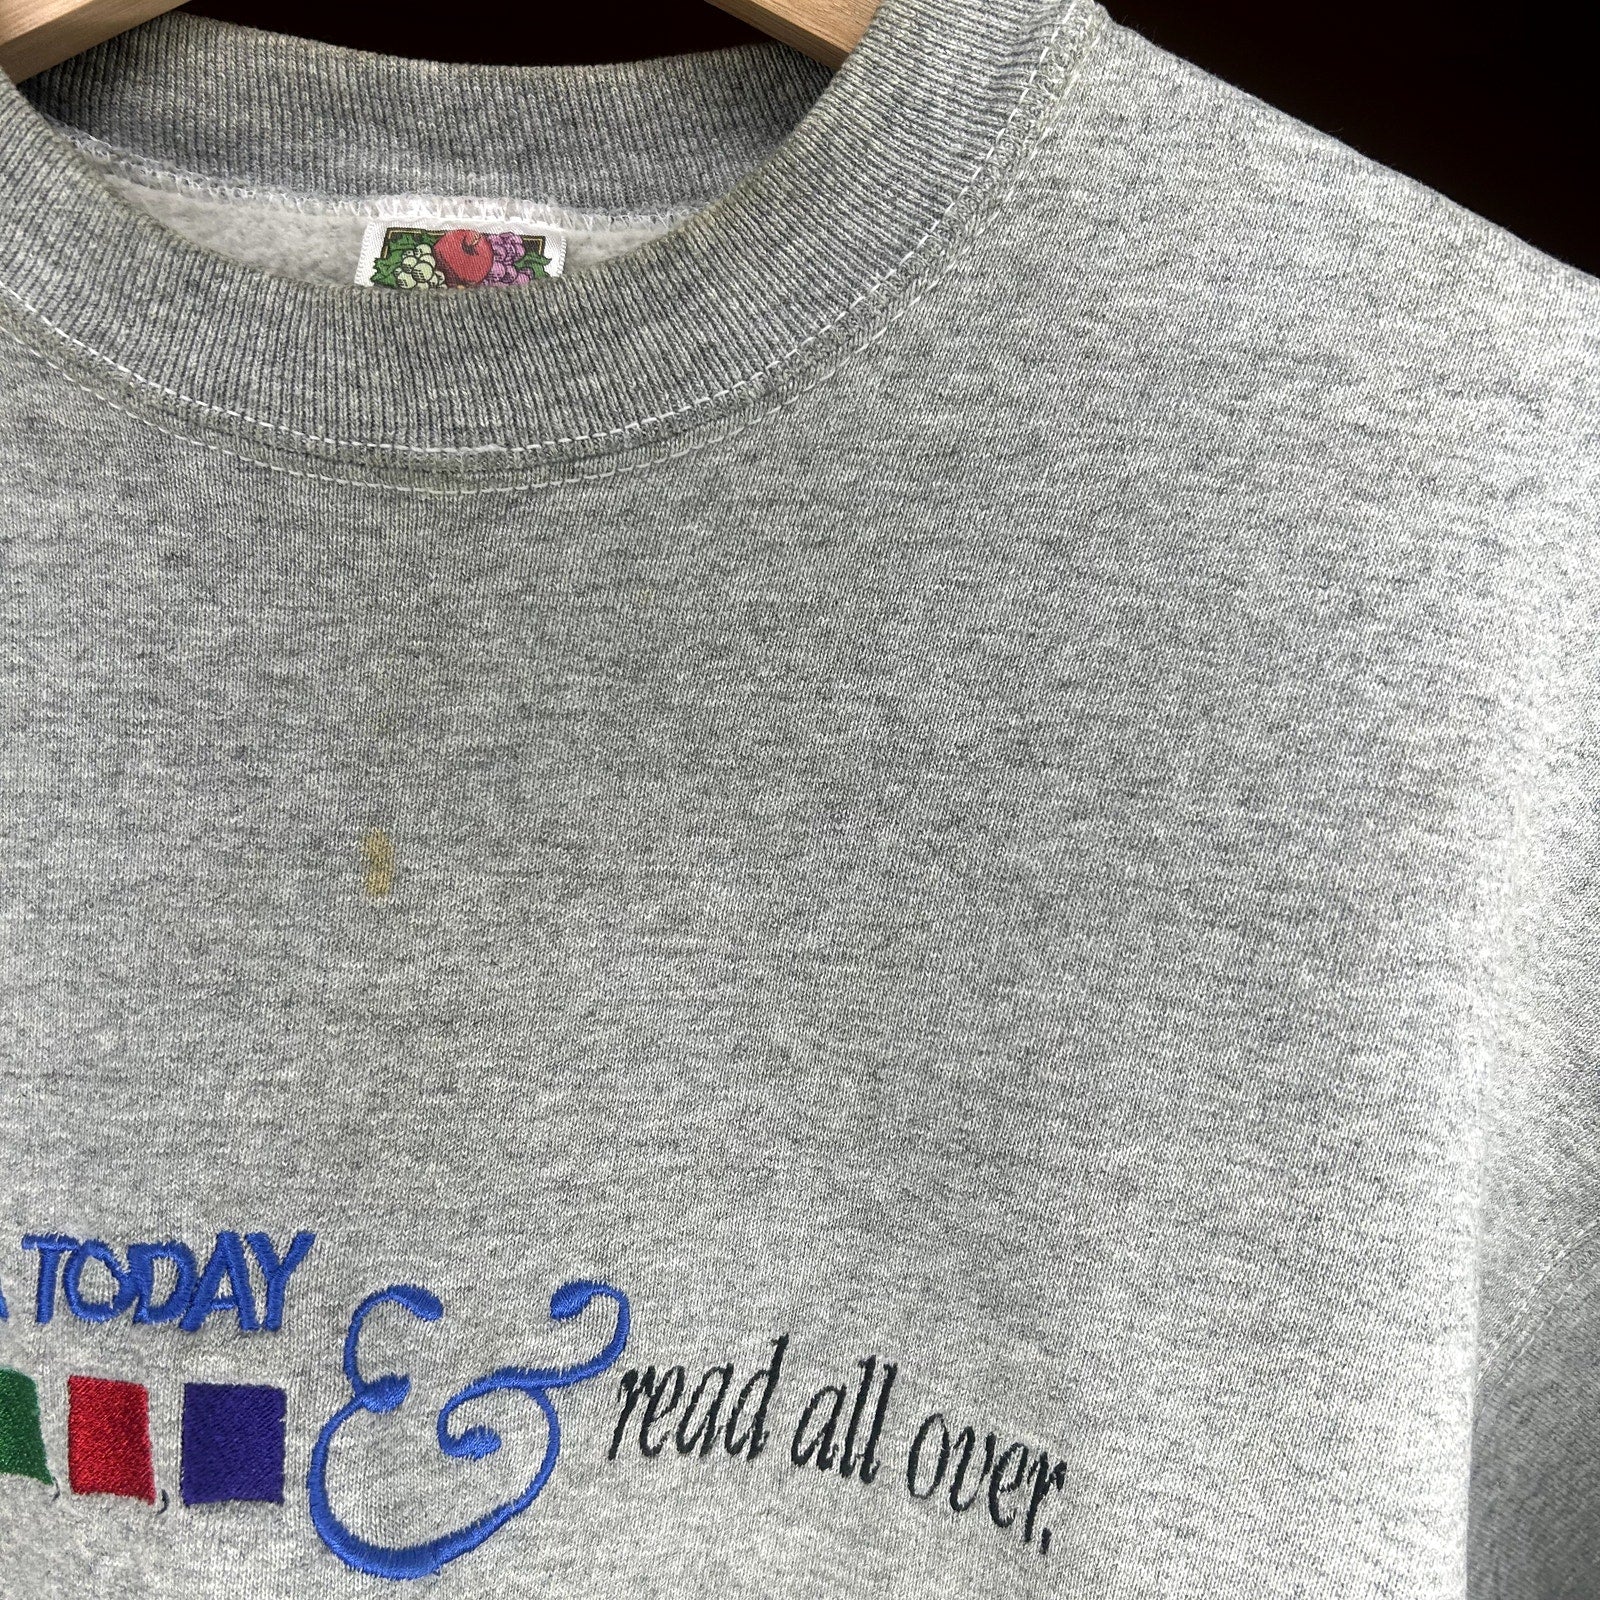 TODAY
, , & read all over.